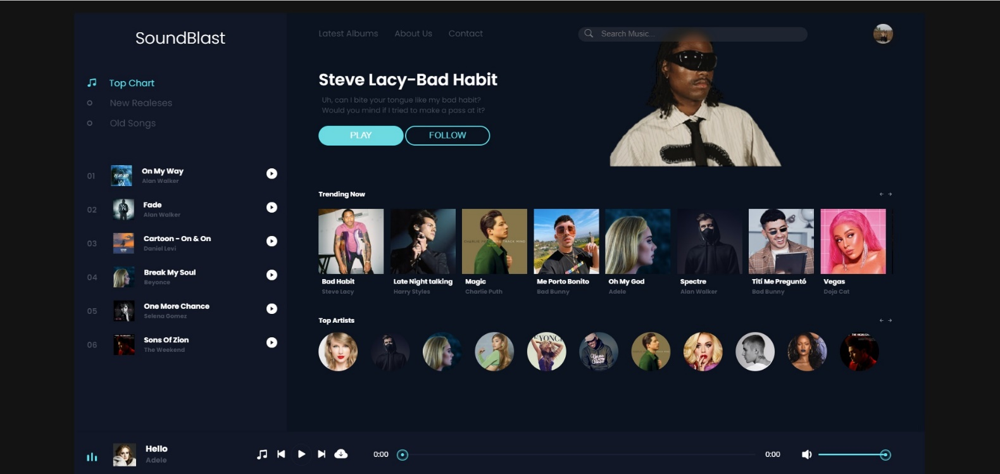 SoundBlast
Latest Albums About Us Contact
Search Music...
Top Chart
New Realeses
Old Songs
Steve Lacy-Bad Habit
Uh, can I bite your tongue like my bad habit?
Would you mind if I tried to make a pass at it?
PLAY FOLLOW
01 On My Way
Alan Walker
02 Fade
Alan Walker
03 Cartoon - On & On
Daniel Levi
04 Break My Soul
Beyonce
05 One More Chance
Selena Gomez
06 Sons Of Zion
The Weekend
Trending Now
← →
CHARLIE PUTH ONE TRACK MIND
Bad Habit
Steve Lacy
Late Night talking
Harry Styles
Magic
Charlie Puth
Me Porto Bonito
Bad Bunny
Oh My God
Adele
Spectre
Alan Walker
Tití Me Preguntó
Bad Bunny
Vegas
Doja Cat
Top Artists
← →
Hello
Adele
0:00
0:00